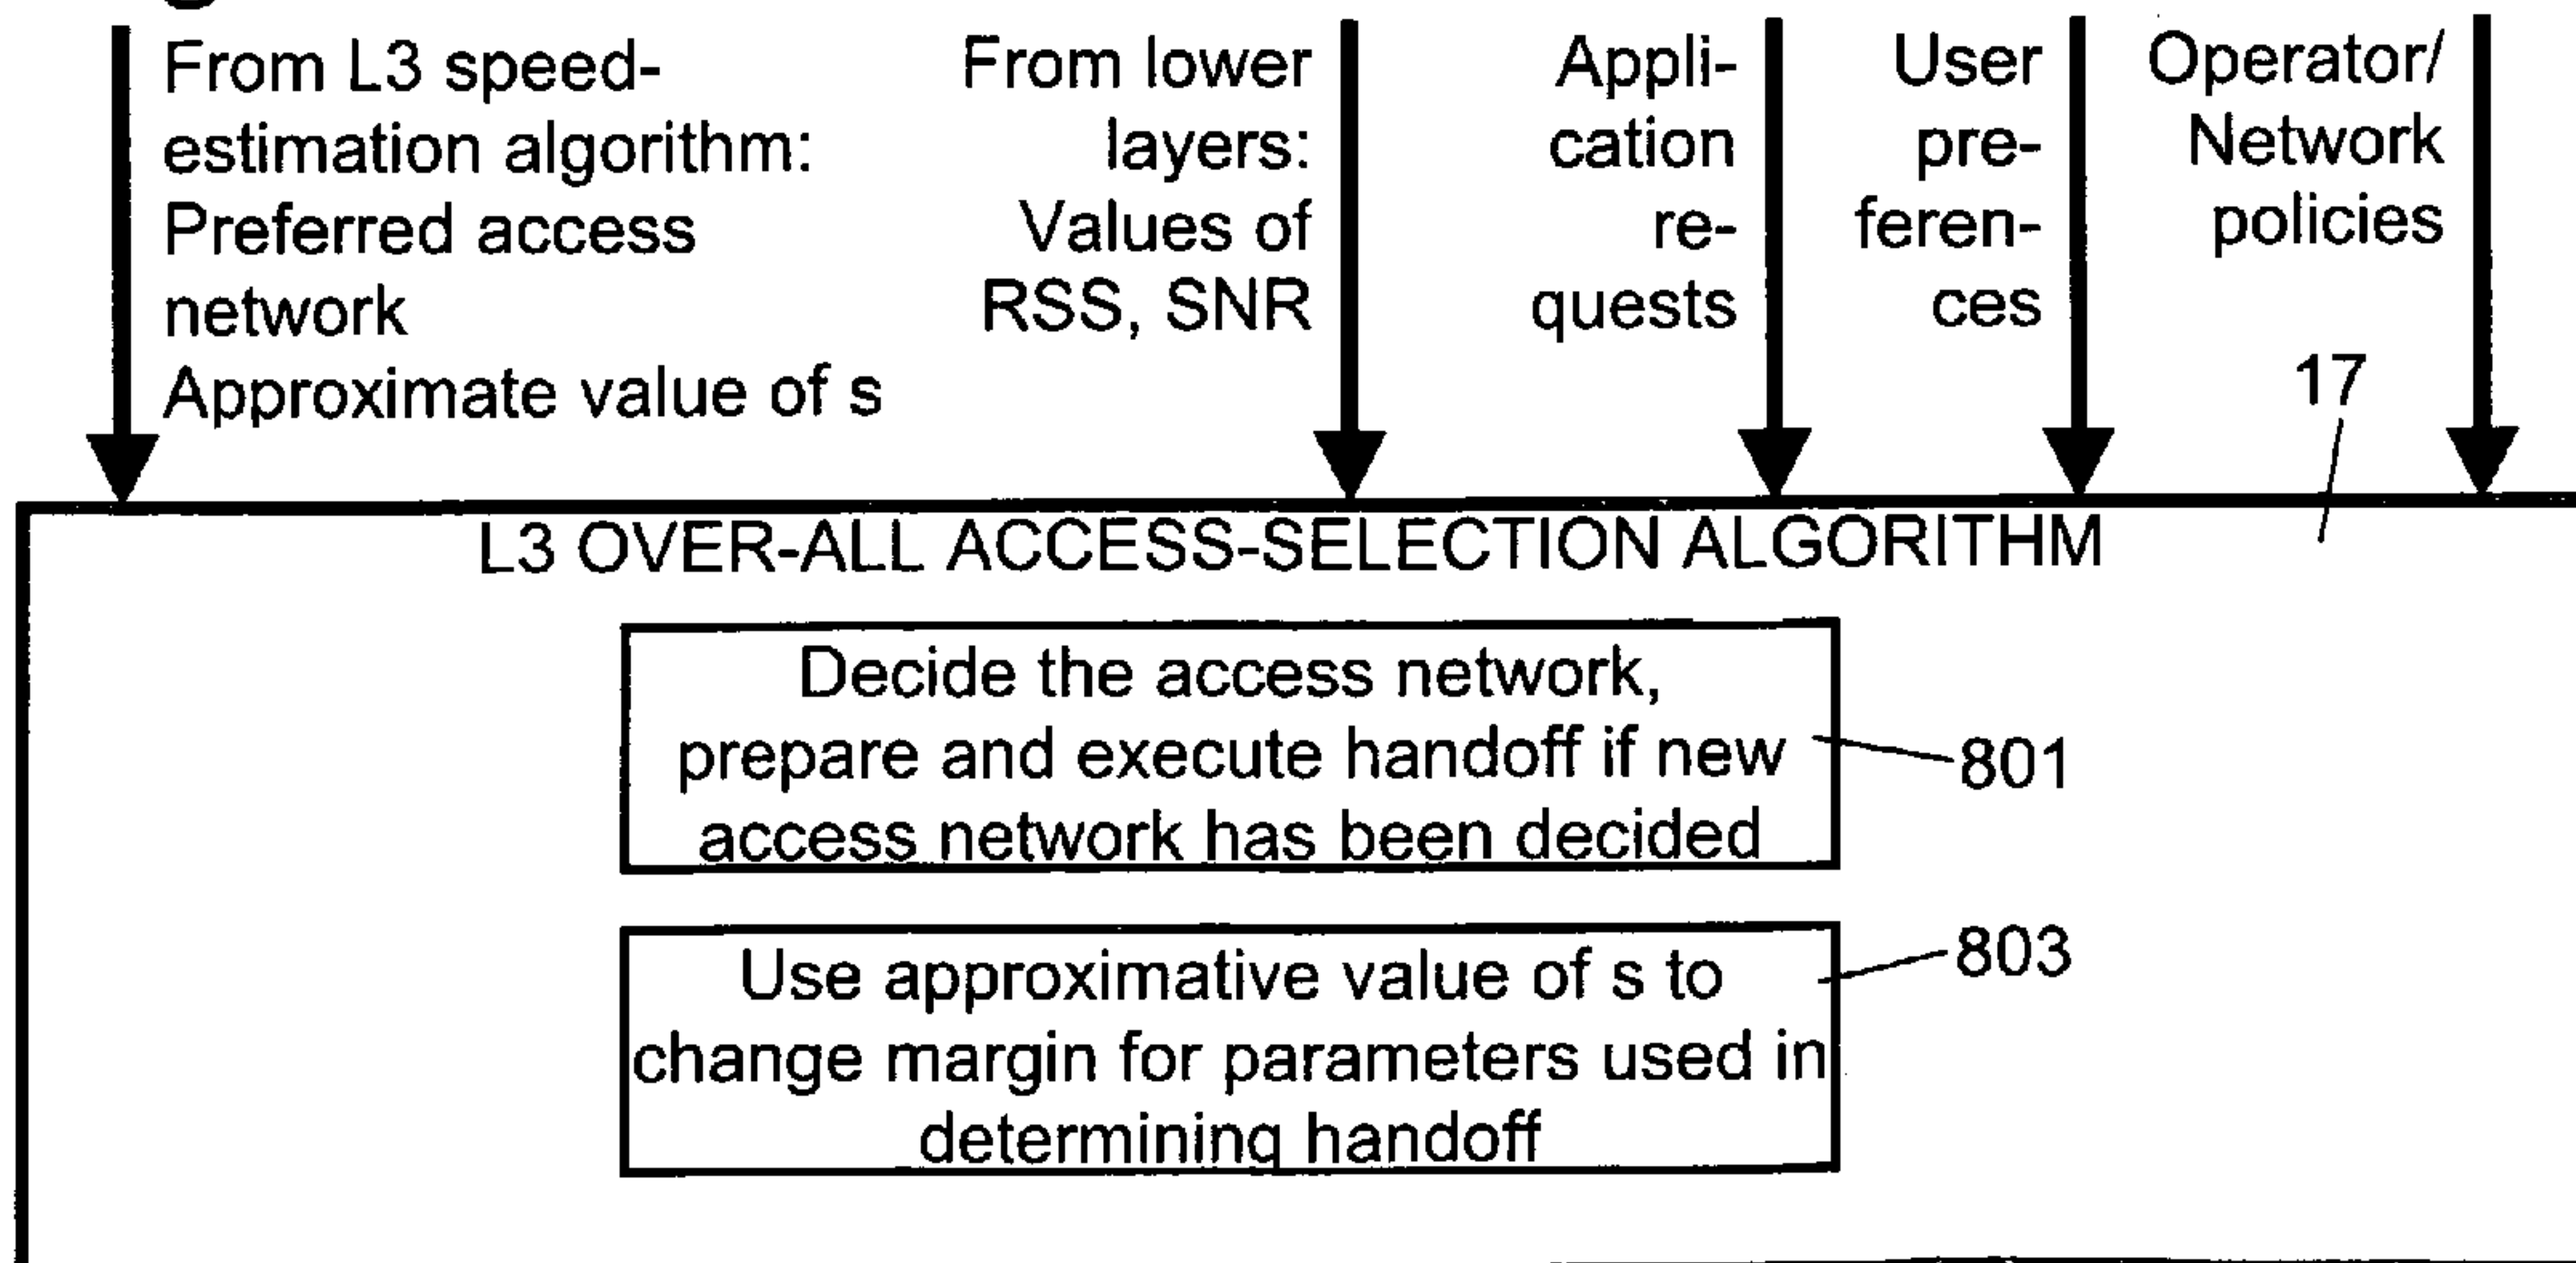 From L3 speed-
estimation algorithm:
Preferred access
network
Approximate value of s
From lower
layers:
Values of
RSS, SNR
Appli-
cation
re-
quests
User
pre-
feren-
ces
Operator/
Network
policies
17
L3 OVER-ALL ACCESS-SELECTION ALGORITHM
Decide the access network,
prepare and execute handoff if new
access network has been decided
801
Use approximative value of s to
change margin for parameters used in
determining handoff
803